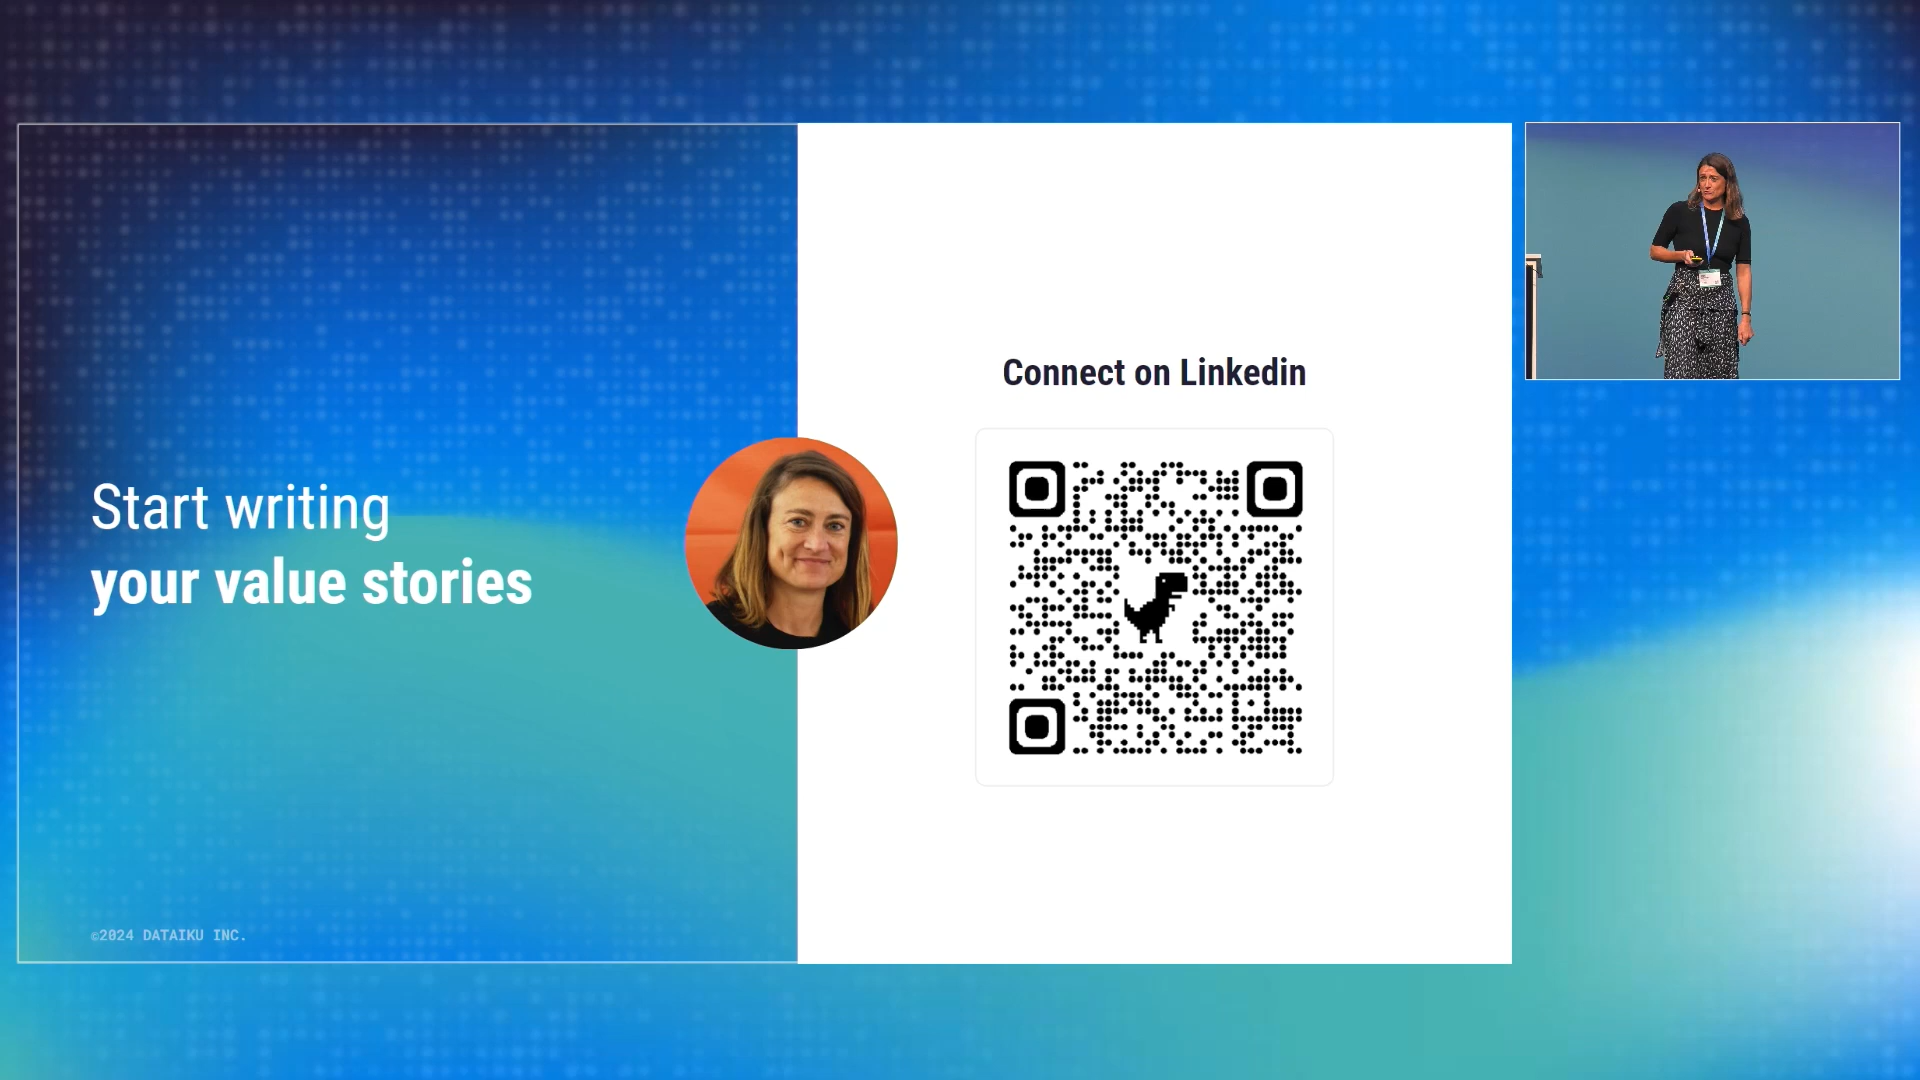 Start writing
your value stories
©2024 DATAIKU INC.
Connect on Linkedin